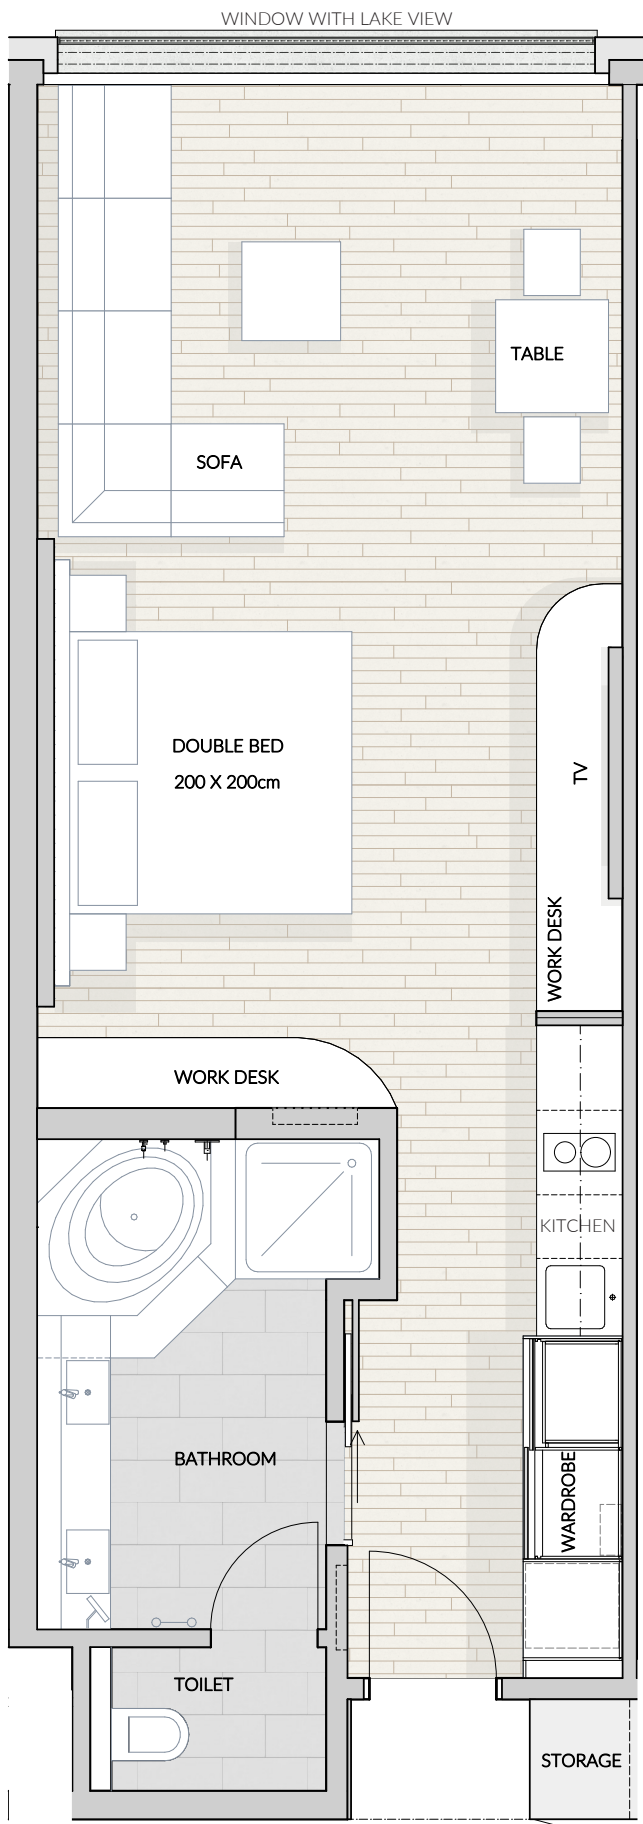 WINDOW WITH LAKE VIEW
TABLE
SOFA
DOUBLE BED
200 X 200cm
TV
WORK DESK
WORK DESK
KITCHEN
BATHROOM
WARDROBE
TOILET
STORAGE